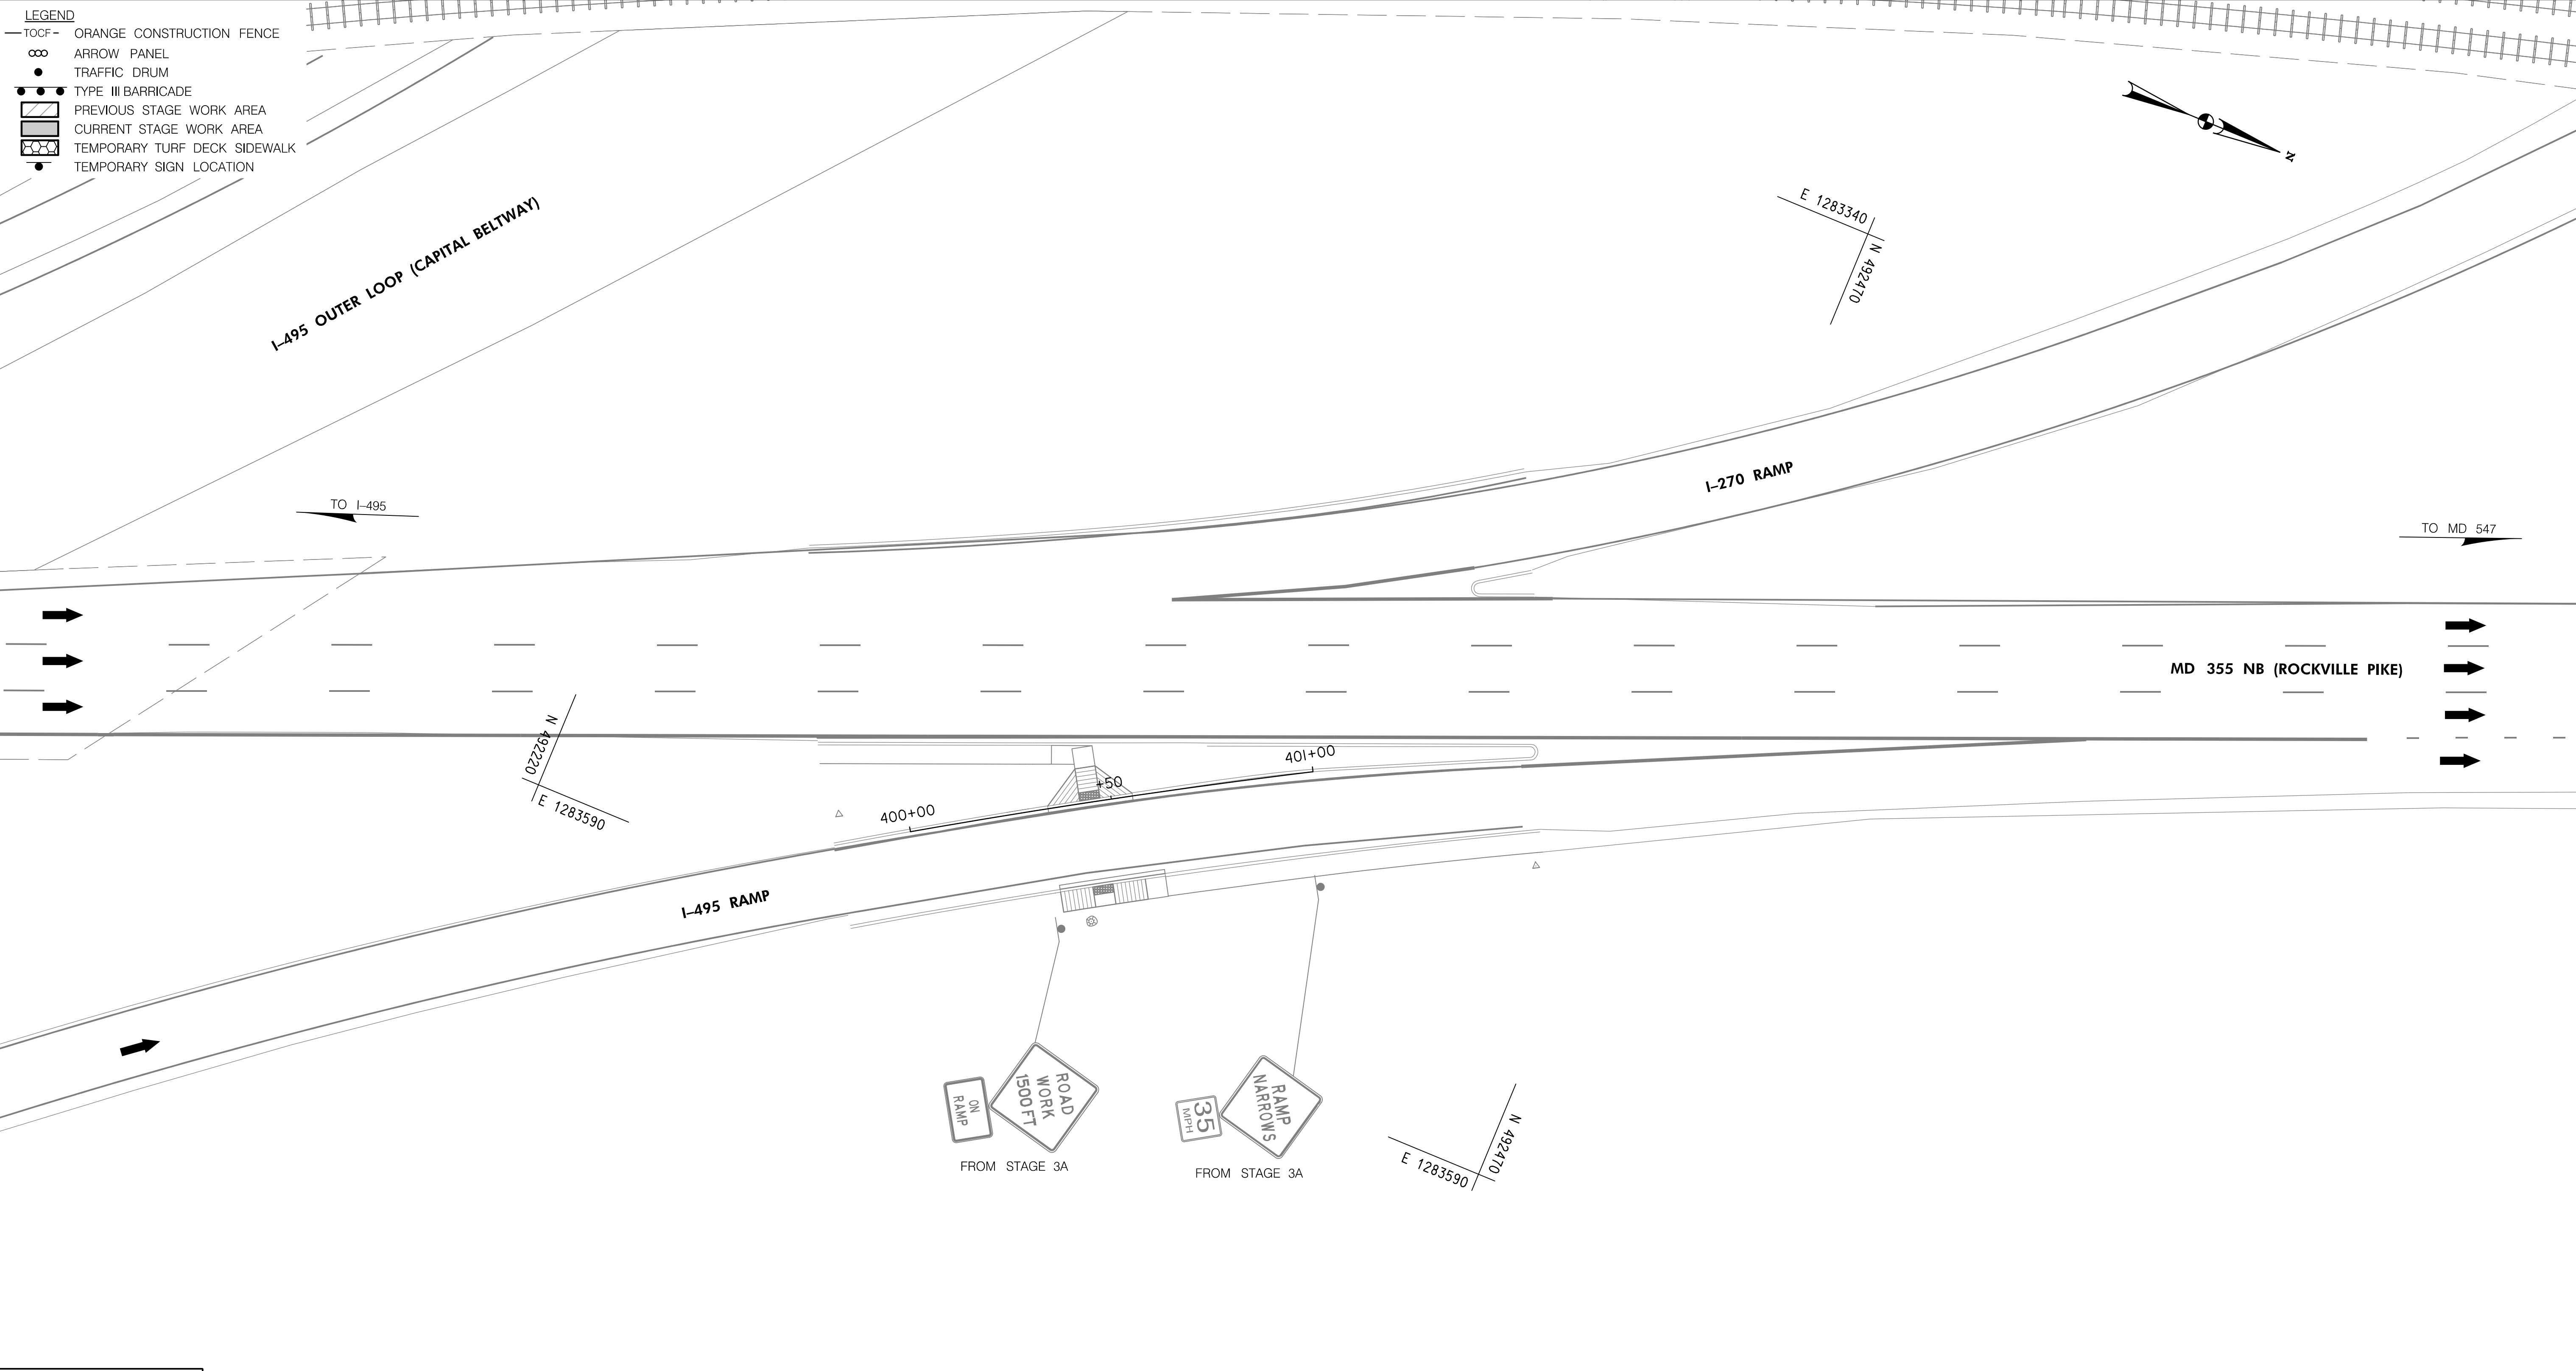 LEGEND
TOCF ORANGE CONSTRUCTION FENCE
ARROW PANEL
TRAFFIC DRUM
TYPE III BARRICADE
PREVIOUS STAGE WORK AREA
CURRENT STAGE WORK AREA
TEMPORARY TURF DECK SIDEWALK
TEMPORARY SIGN LOCATION
N
E 1283340
N 492470
I-495 OUTER LOOP (CAPITAL BELTWAY)
I-270 RAMP
TO I-495
TO MD 547
MD 355 NB (ROCKVILLE PIKE)
N 492220
E 1283590
400+00
+50
401+00
I-495 RAMP
ROAD
WORK
1500 FT
ON
RAMP
FROM STAGE 3A
RAMP
NARROWS
35
MPH
FROM STAGE 3A
N 492470
E 1283590